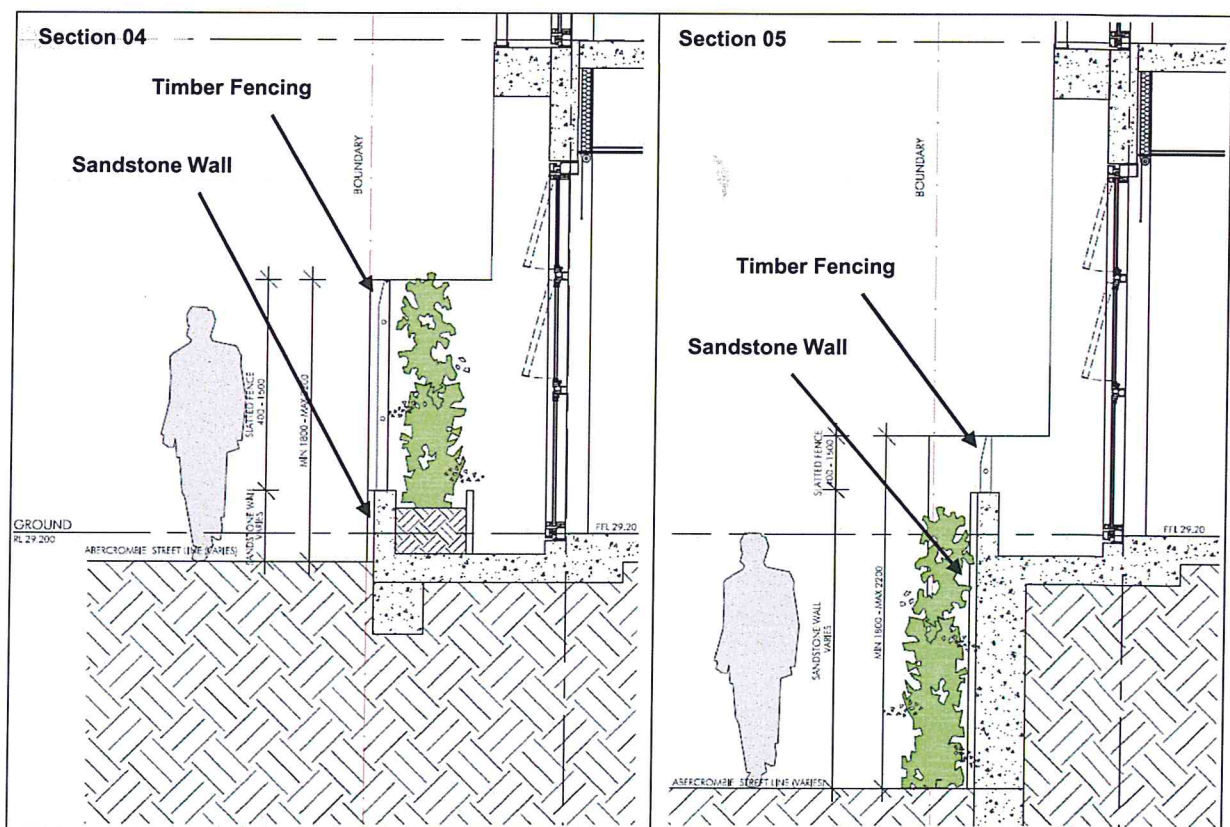 Section 04
Timber Fencing
Sandstone Wall
BOUNDARY
SLATTED FENCE
400 - 1500
MIN 1800 - MAX 2200
SANDSTONE WALL
VARIES
GROUND
RL 29.200
ABERCROMBIE STREET LINE (VARIES)
FFL 29.20
Section 05
BOUNDARY
Timber Fencing
Sandstone Wall
SLATTED FENCE
400 - 1500
SANDSTONE WALL
VARIES
MIN 1800 - MAX 2200
FFL 29.20
ABERCROMBIE STREET LINE (VARIES)